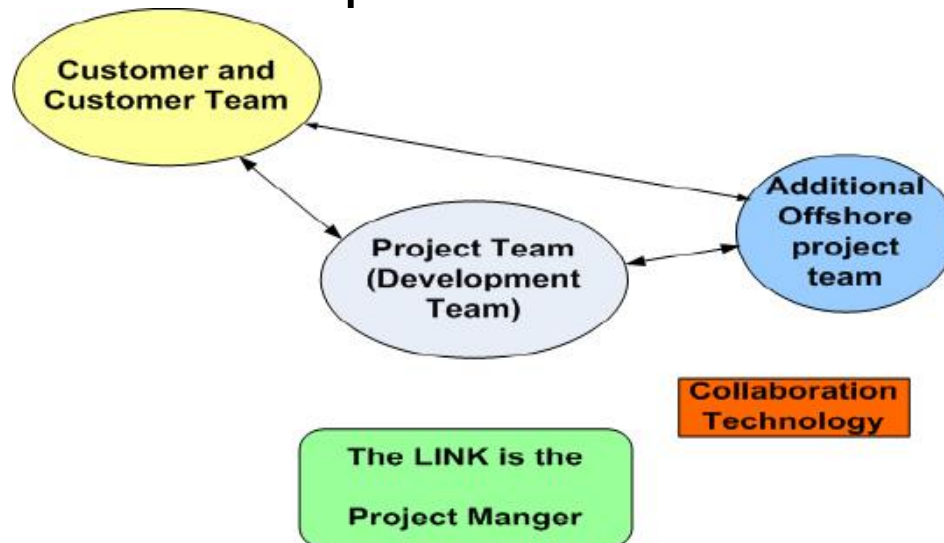 Customer and
Customer Team
Additional
Offshore
project
team
Project Team
(Development
Team)
Collaboration
Technology
The LINK is the
Project Manger